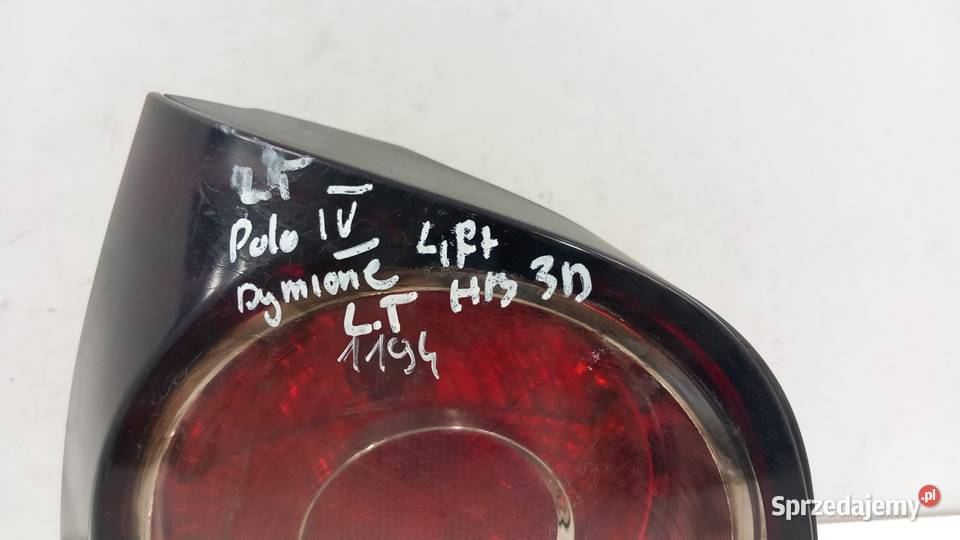 LT
Polo IV Lift
Dymione HB 3D
L.T
1194
Sprzedajemy.pl